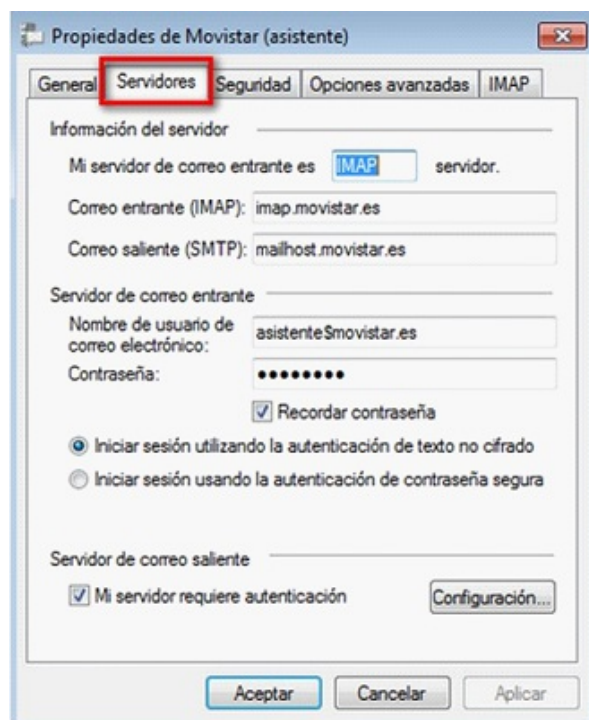 Propiedades de Movistar (asistente)
General Servidores Seguridad Opciones avanzadas IMAP
Información del servidor
Mi servidor de correo entrante es IMAP servidor.
Correo entrante (IMAP): imap.movistar.es
Correo saliente (SMTP): mailhost.movistar.es
Servidor de correo entrante
Nombre de usuario de
correo electrónico: asistente$movistar.es
Contraseña: ●●●●●●●●
Recordar contraseña
Iniciar sesión utilizando la autenticación de texto no cifrado
Iniciar sesión usando la autenticación de contraseña segura
Servidor de correo saliente
Mi servidor requiere autenticación Configuración...
Aceptar Cancelar Aplicar